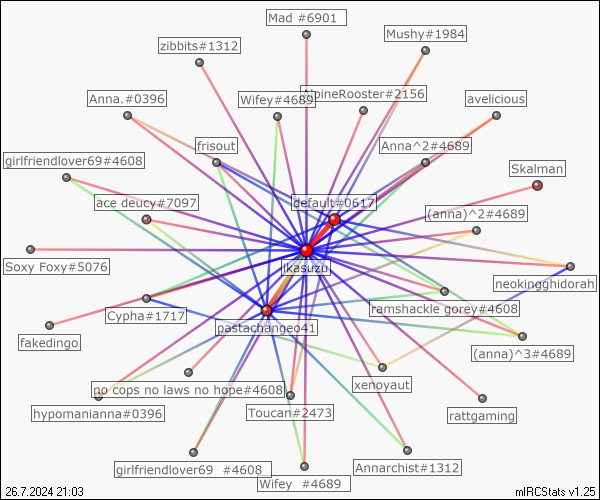 Mad #6901
Mushy#1984
zibbits#1312
Anna.#0396
Wifey#4689
lpineRooster#2156
avelicious
frisout
Anna^2#4689
girlfriendlover69#4608
Skalman
ace deucy#7097
default#0617
(anna)^2#4689
Soxy Foxy#5076
jkasuzu
neokingghidorah
Cypha#1717
ramshackle gorey#4608
pastachangeo41
fakedingo
(anna)^3#4689
no cops no laws no hope#4608
xenoyaut
hypomanianna#0396
Toucan#2473
rattgaming
girlfriendlover69 #4608
Annarchist#1312
Wifey #4689
26.7.2024 21:03
mIRCStats v1.25